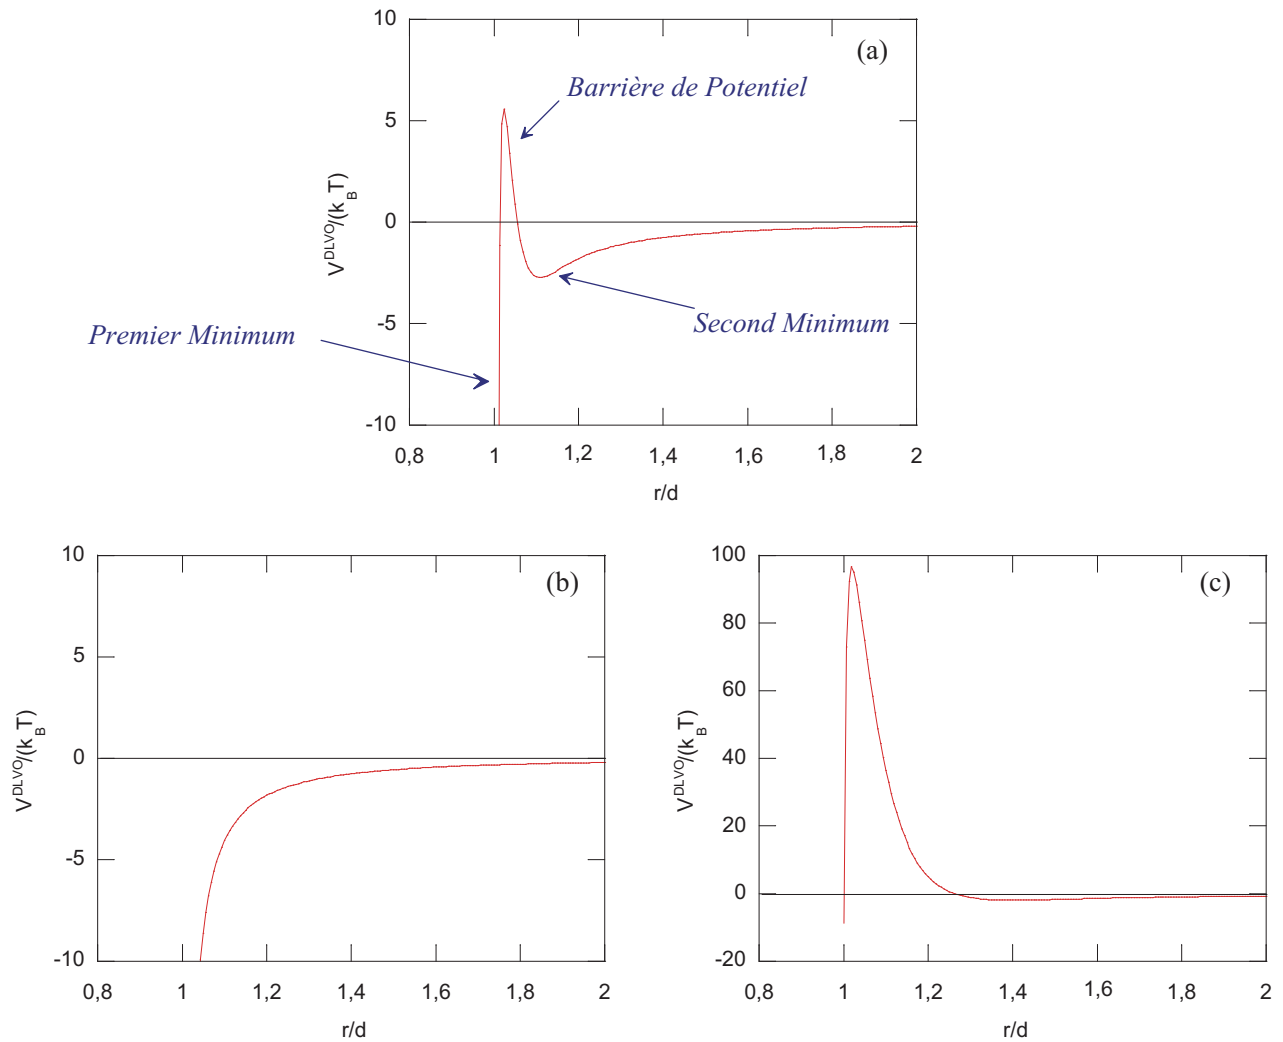 10
(a)
Barrière de Potentiel
5
0
V^DLVO/(k_B T)
Second Minimum
Premier Minimum
-5
-10
0,8 1 1,2 1,4 1,6 1,8 2
r/d
10
(b)
5
0
V^DLVO/(k_B T)
-5
-10
0,8 1 1,2 1,4 1,6 1,8 2
r/d
100
(c)
80
60
40
V^DLVO/(k_B T)
20
0
-20
0,8 1 1,2 1,4 1,6 1,8 2
r/d